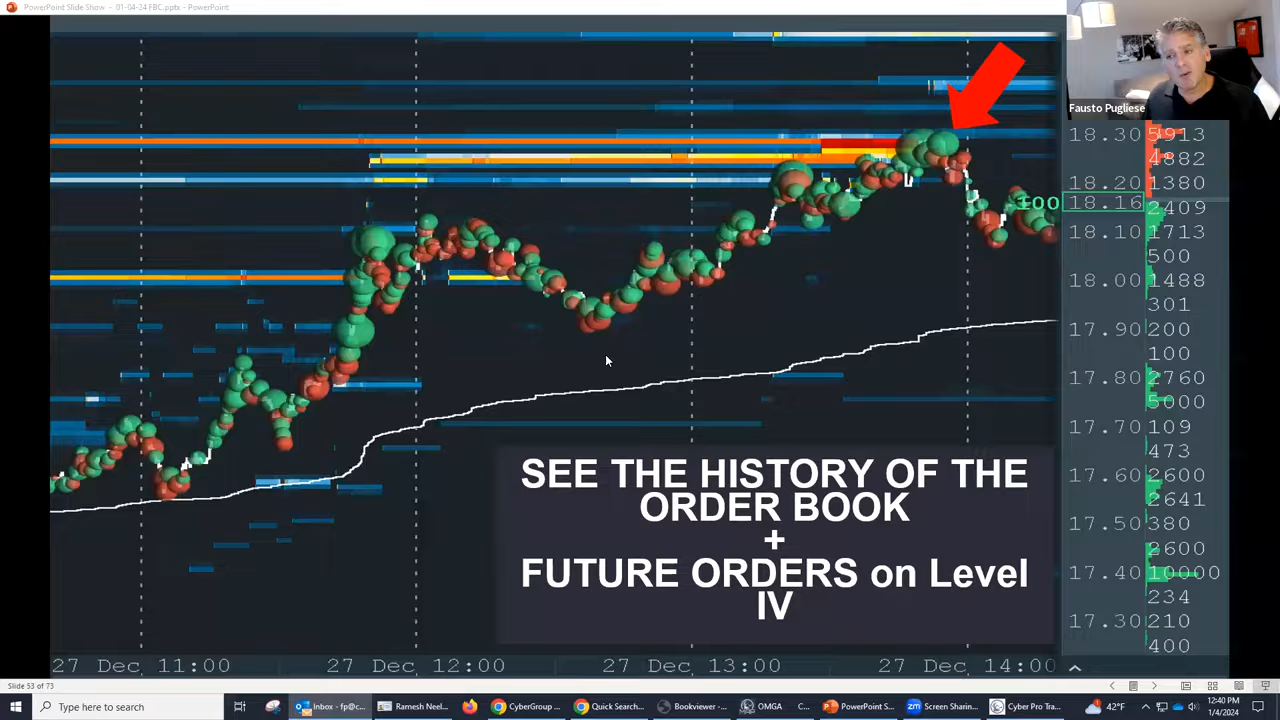 PowerPoint Slide Show - 01-04-24 FBC.pptx - PowerPoint
Fausto Pugliese
18.30 5913
4882
18.20 1380
100 18.16
2409
18.10 1713
500
18.00 1488
301
17.90 200
100
17.80 2760
5000
17.70 109
473
17.60 2600
2641
17.50 380
2600
17.40 10000
234
17.30 210
400
SEE THE HISTORY OF THE
ORDER BOOK
+
FUTURE ORDERS on Level
IV
27 Dec 11:00 27 Dec 12:00 27 Dec 13:00 27 Dec 14:00
Slide 53 of 73
Type here to search
Inbox - fp@c...
Ramesh Neel...
CyberGroup ...
Quick Search...
Bookviewer - ...
OMGA C...
PowerPoint S...
Screen Sharin...
Cyber Pro Tra...
42°F
12:40 PM
1/4/2024